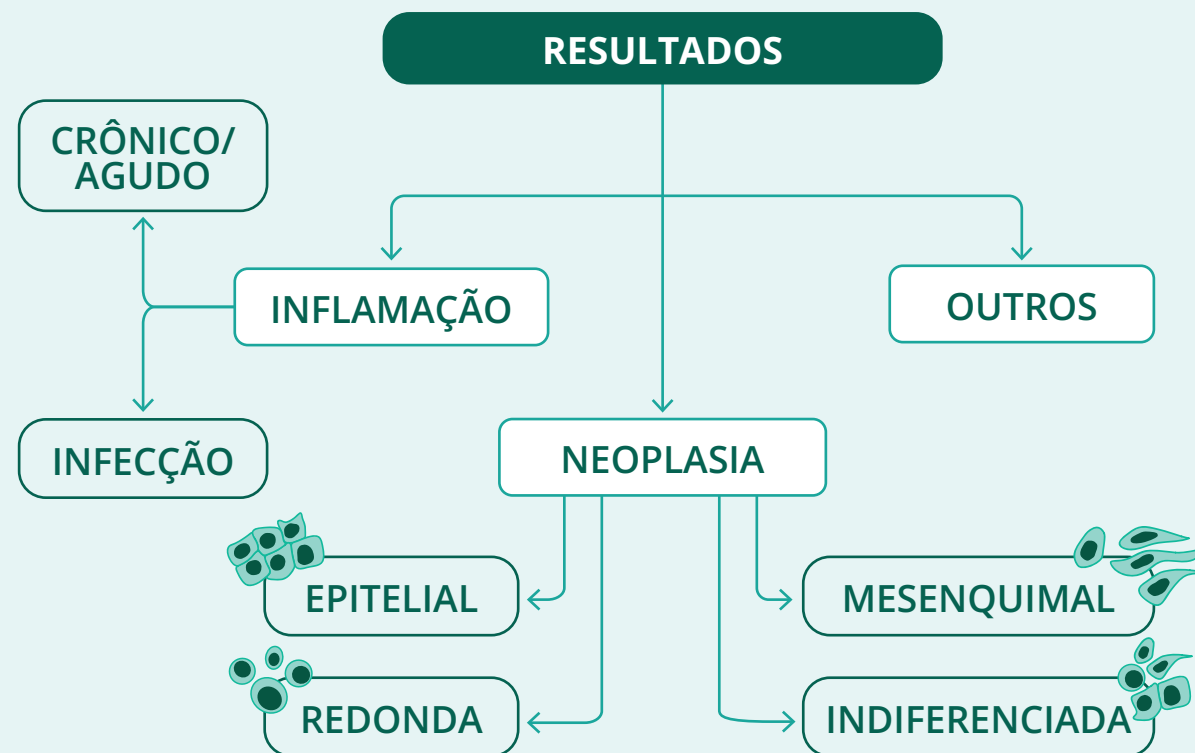 RESULTADOS
CRÔNICO/
AGUDO
INFLAMAÇÃO
OUTROS
INFECÇÃO
NEOPLASIA
EPITELIAL
MESENQUIMAL
REDONDA
INDIFERENCIADA